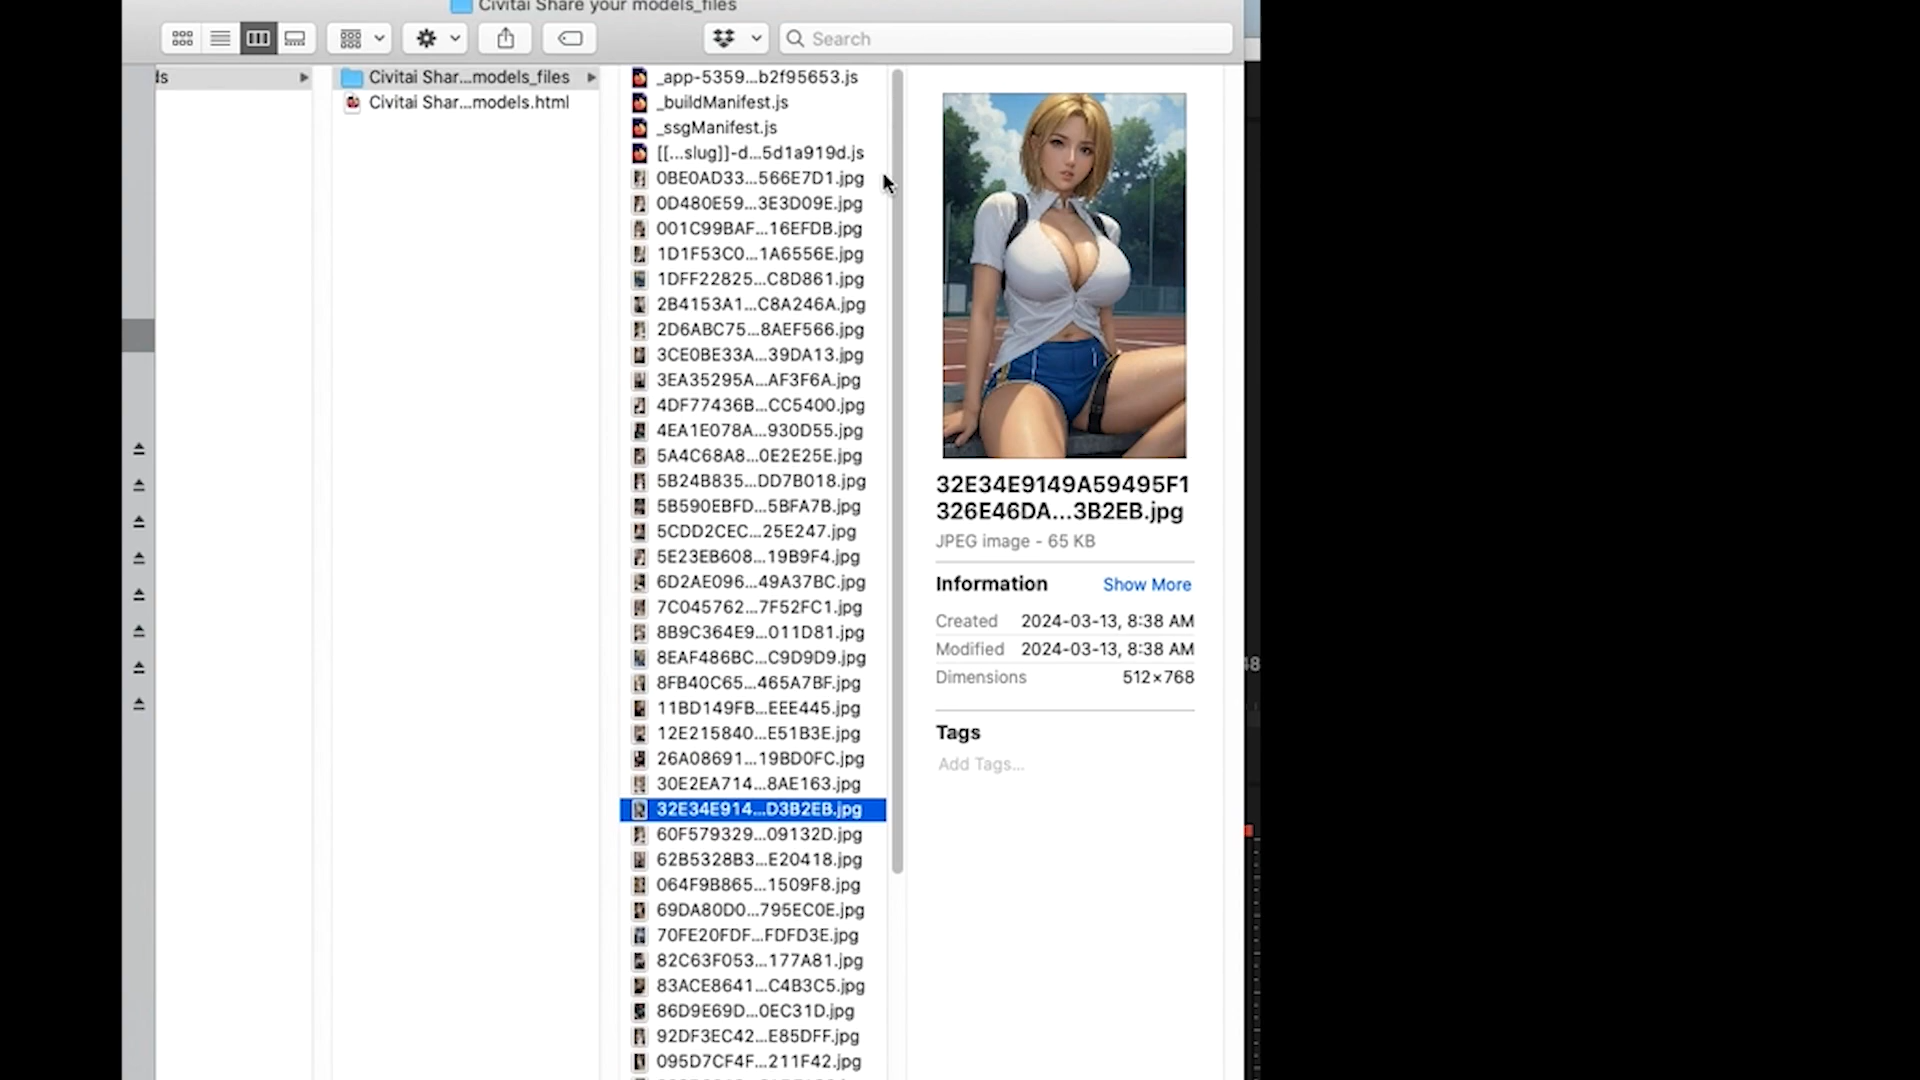 Civitai Share your models_files
Search
ds
Civitai Shar...models_files
Civitai Shar...models.html
_app-5359...b2f95653.js
_buildManifest.js
_ssgManifest.js
[[...slug]]-d...5d1a919d.js
0BE0AD33...566E7D1.jpg
0D480E59...3E3D09E.jpg
001C99BAF...16EFDB.jpg
1D1F53C0...1A6556E.jpg
1DFF22825...C8D861.jpg
2B4153A1...C8A246A.jpg
2D6ABC75...8AEF566.jpg
3CE0BE33A...39DA13.jpg
3EA35295A...AF3F6A.jpg
4DF77436B...CC5400.jpg
4EA1E078A...930D55.jpg
5A4C68A8...0E2E25E.jpg
5B24B835...DD7B018.jpg
5B590EBFD...5BFA7B.jpg
5CDD2CEC...25E247.jpg
5E23EB608...19B9F4.jpg
6D2AE096...49A37BC.jpg
7C045762...7F52FC1.jpg
8B9C364E9...011D81.jpg
8EAF486BC...C9D9D9.jpg
8FB40C65...465A7BF.jpg
11BD149FB...EEE445.jpg
12E215840...E51B3E.jpg
26A08691...19BD0FC.jpg
30E2EA714...8AE163.jpg
32E34E914...D3B2EB.jpg
60F579329...09132D.jpg
62B5328B3...E20418.jpg
064F9B865...1509F8.jpg
69DA80D0...795EC0E.jpg
70FE20FDF...FDFD3E.jpg
82C63F053...177A81.jpg
83ACE8641...C4B3C5.jpg
86D9E69D...0EC31D.jpg
92DF3EC42...E85DFF.jpg
095D7CF4F...211F42.jpg
32E34E9149A59495F1
326E46DA...3B2EB.jpg
JPEG image - 65 KB
Information Show More
Created 2024-03-13, 8:38 AM
Modified 2024-03-13, 8:38 AM
Dimensions 512×768
Tags
Add Tags...
48